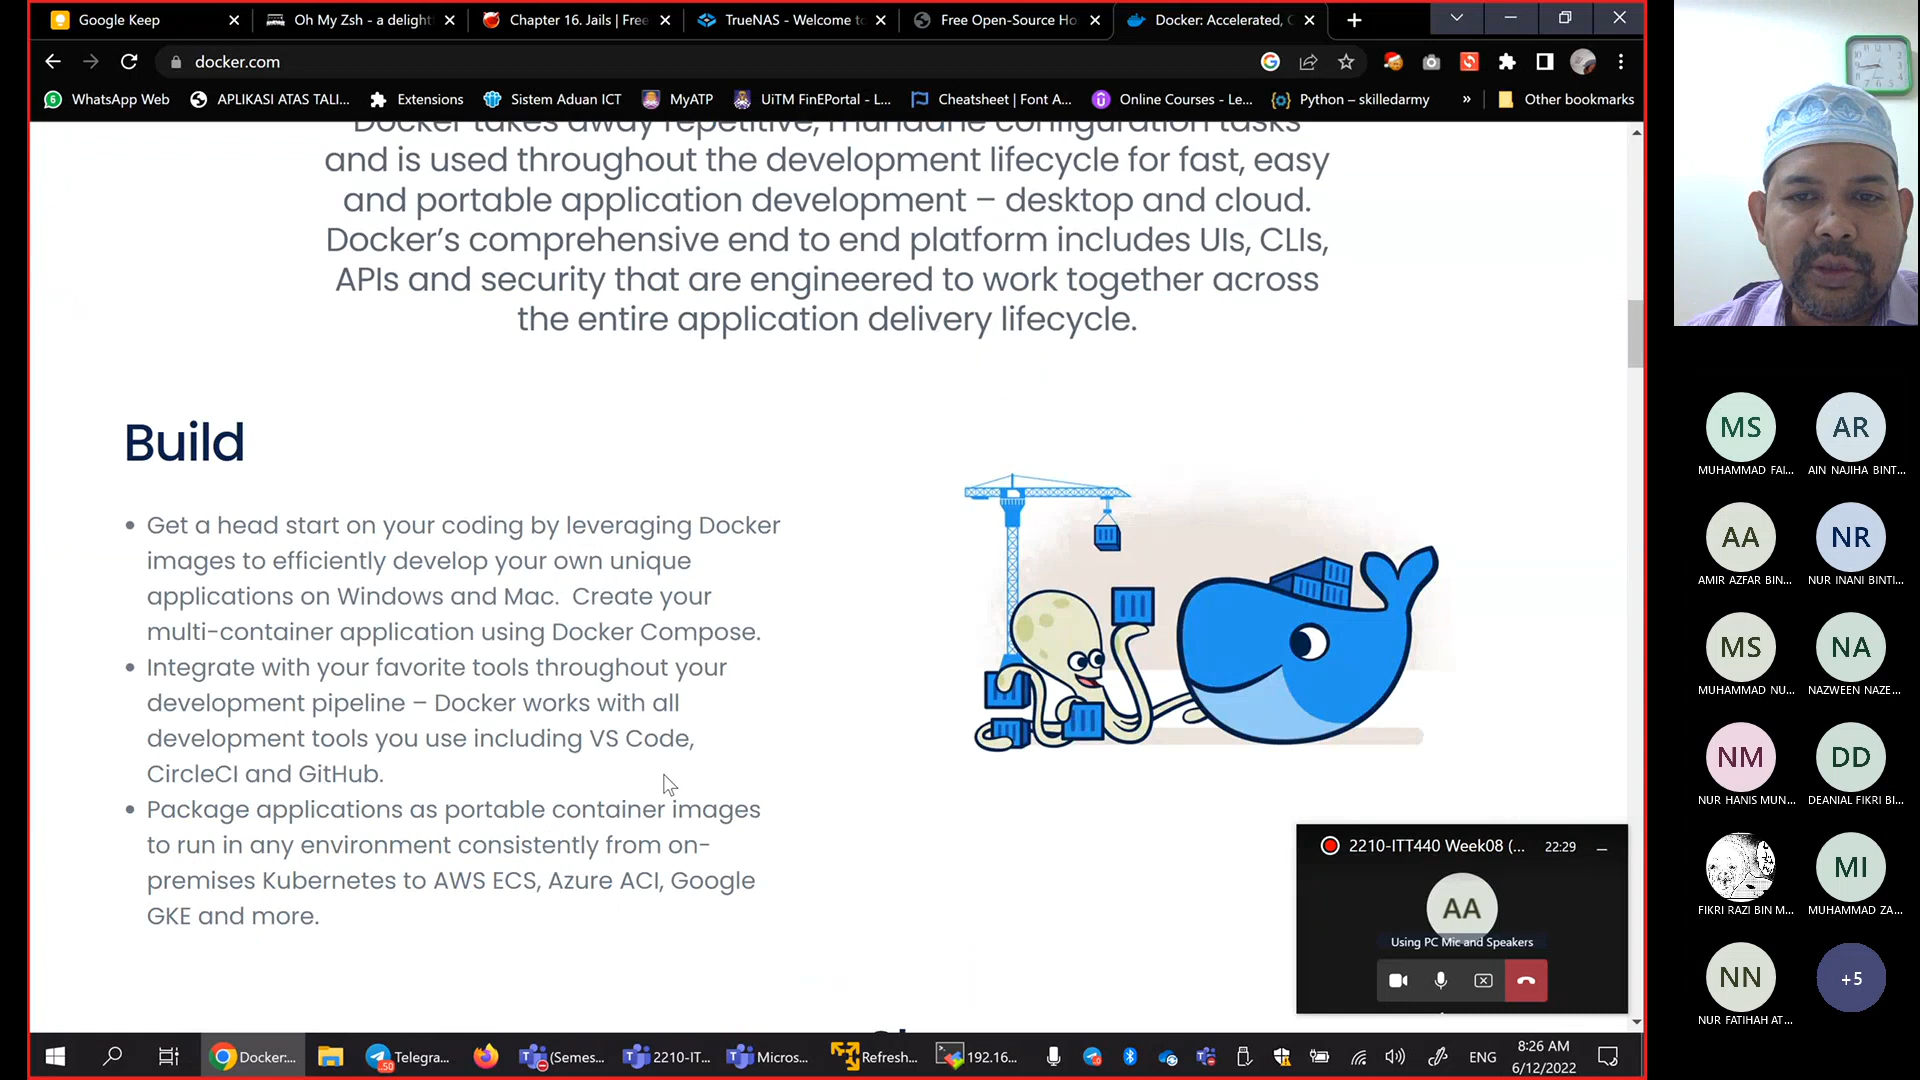 Google Keep
Oh My Zsh - a delight
Chapter 16. Jails | Free
TrueNAS - Welcome to
Free Open-Source Ho
Docker: Accelerated, C
docker.com
WhatsApp Web
APLIKASI ATAS TALI...
Extensions
Sistem Aduan ICT
MyATP
UiTM FinEPortal - L...
Cheatsheet | Font A...
Online Courses - Le...
Python – skilledarmy
»
Other bookmarks
Docker takes away repetitive, mundane configuration tasks
and is used throughout the development lifecycle for fast, easy
and portable application development – desktop and cloud.
Docker’s comprehensive end to end platform includes UIs, CLIs,
APIs and security that are engineered to work together across
the entire application delivery lifecycle.
Build
• Get a head start on your coding by leveraging Docker
images to efficiently develop your own unique
applications on Windows and Mac. Create your
multi-container application using Docker Compose.
• Integrate with your favorite tools throughout your
development pipeline – Docker works with all
development tools you use including VS Code,
CircleCI and GitHub.
• Package applications as portable container images
to run in any environment consistently from on-
premises Kubernetes to AWS ECS, Azure ACI, Google
GKE and more.
2210-ITT440 Week08 (...
22:29
AA
Using PC Mic and Speakers
MS
MUHAMMAD FAI...
AR
AIN NAJIHA BINT...
AA
AMIR AZFAR BIN...
NR
NUR INANI BINTI...
MS
MUHAMMAD NU...
NA
NAZWEEN NAZE...
NM
NUR HANIS MUN...
DD
DEANIAL FIKRI BI...
FIKRI RAZI BIN M...
MI
MUHAMMAD ZA...
NN
NUR FATIHAH AT...
+5
Docker:...
Telegra...
.50
(Semes...
2210-IT...
Micros...
Refresh...
192.16...
ENG
8:26 AM
6/12/2022